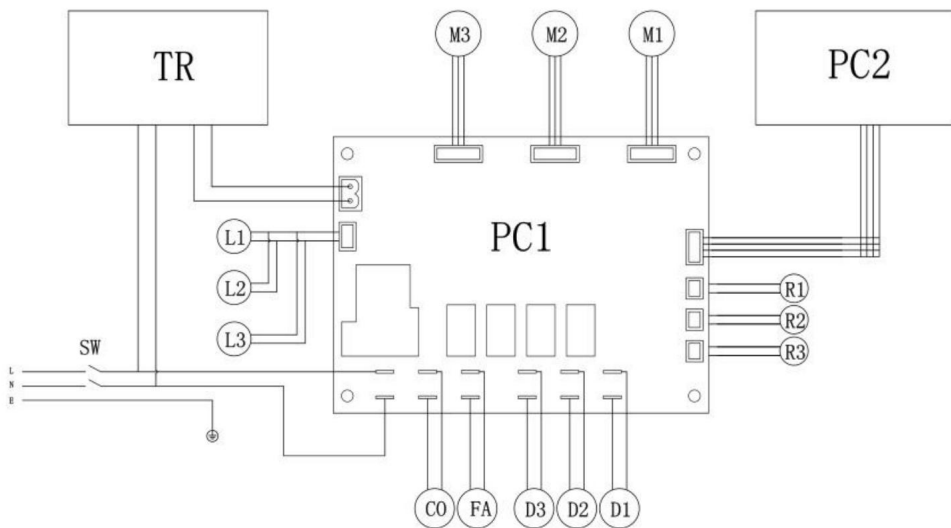 M3 M2 M1
TR PC2
PC1
L1
L2
R1
R2
L3
SW R3
L
N
E
CO FA D3 D2 D1